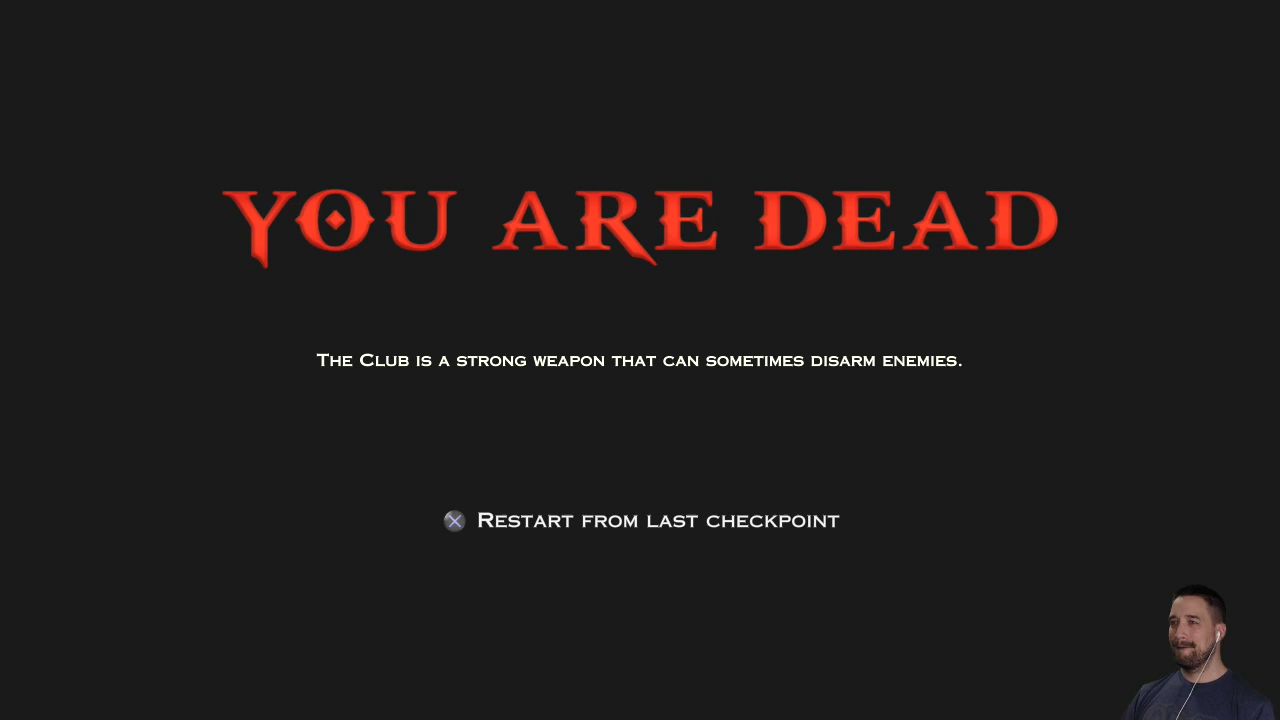 YOU ARE DEAD
The Club is a strong weapon that can sometimes disarm enemies.
Restart from last checkpoint